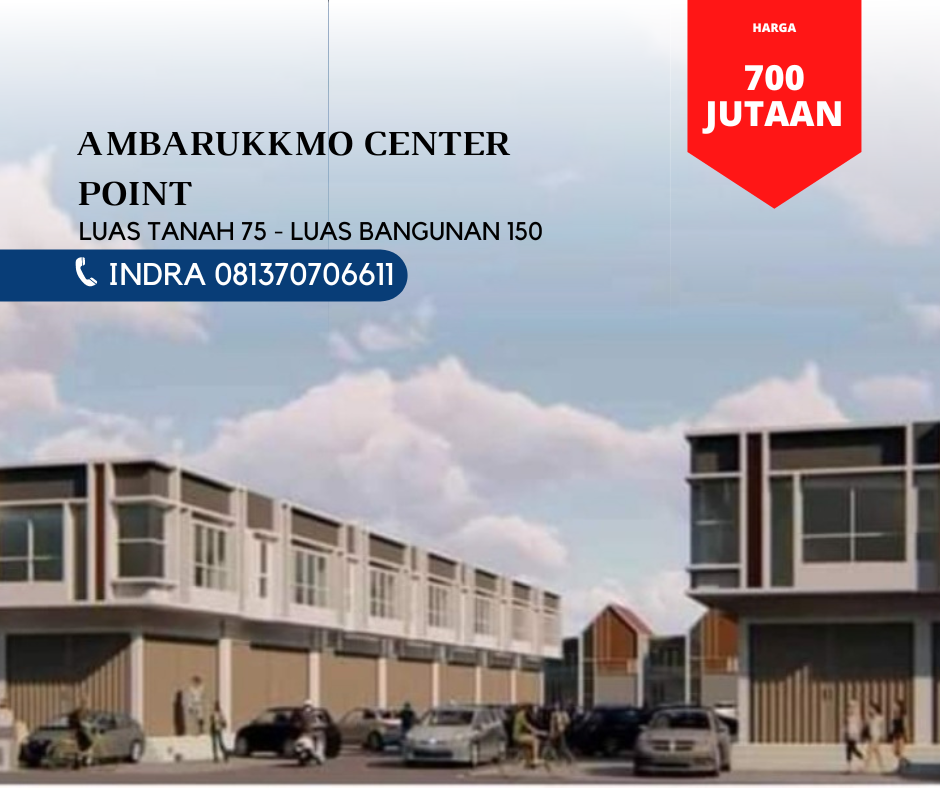 HARGA
700
JUTAAN
AMBARUKKMO CENTER
POINT
LUAS TANAH 75 - LUAS BANGUNAN 150
INDRA 081370706611